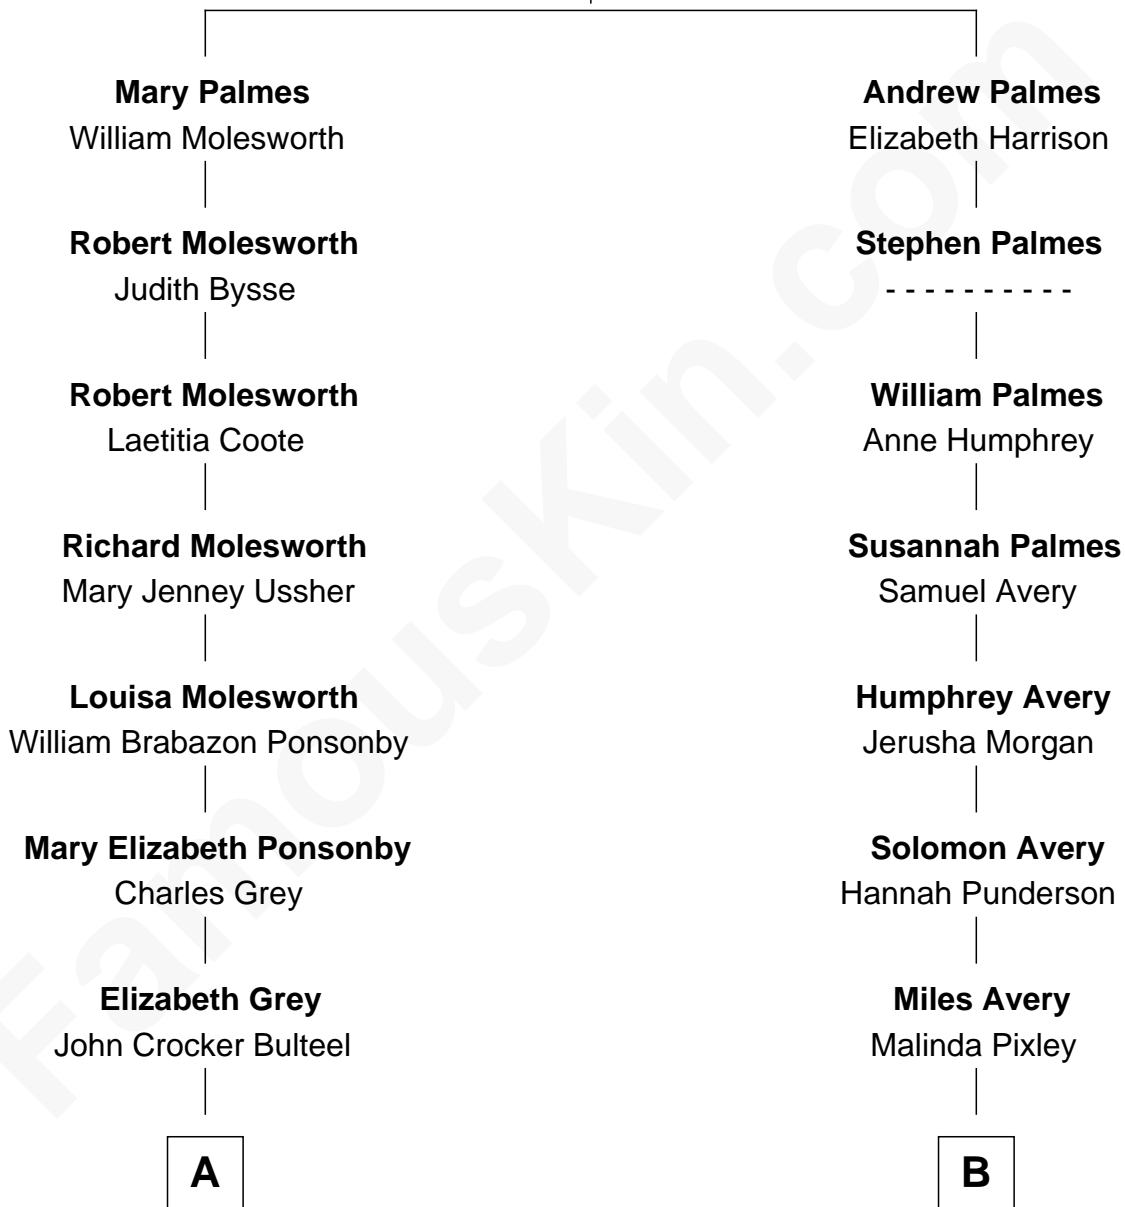 Mary Palmes
William Molesworth
Robert Molesworth
Judith Bysse
Robert Molesworth
Laetitia Coote
Richard Molesworth
Mary Jenney Ussher
Louisa Molesworth
William Brabazon Ponsonby
Mary Elizabeth Ponsonby
Charles Grey
Elizabeth Grey
John Crocker Bulteel
A
Andrew Palmes
Elizabeth Harrison
Stephen Palmes
- - - - - - - - - -
William Palmes
Anne Humphrey
Susannah Palmes
Samuel Avery
Humphrey Avery
Jerusha Morgan
Solomon Avery
Hannah Punderson
Miles Avery
Malinda Pixley
B
FamousKin.com